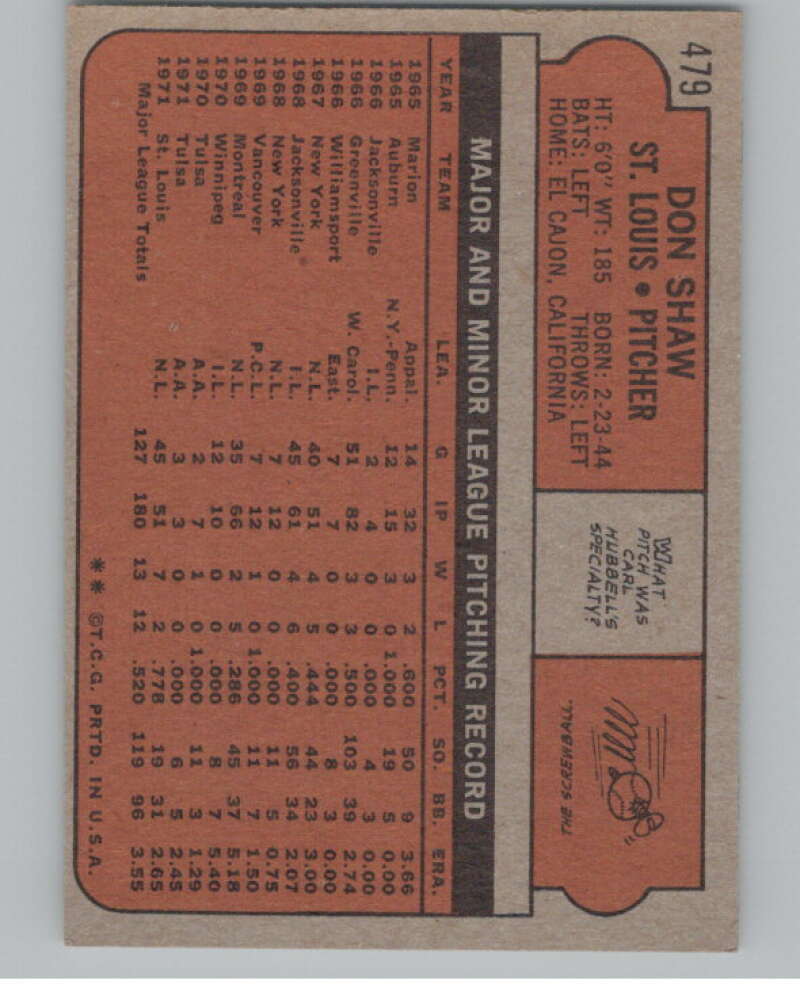 479
DON SHAW
ST. LOUIS • PITCHER
HT: 6'0" WT: 185 BORN: 2-23-44
BATS: LEFT THROWS: LEFT
HOME: EL CAJON, CALIFORNIA
WHAT
PITCH WAS
CARL
HUBBELL'S
SPECIALTY?
THE SCREWBALL.
MAJOR AND MINOR LEAGUE PITCHING RECORD
YEAR TEAM LEA. G IP W L PCT. SO. BB. ERA.
1965 Marion Appal. 14 32 3 2 .600 50 9 3.66
1965 Auburn N.Y.-Penn. 12 15 3 0 1.000 19 5 0.00
1966 Jacksonville I.L. 2 4 0 0 .000 4 3 0.00
1966 Greenville W. Carol. 51 82 3 3 .500 103 39 2.74
1966 Williamsport East. 7 7 0 0 .000 8 3 0.00
1967 New York N.L. 40 51 4 5 .444 44 23 3.00
1968 Jacksonville* I.L. 45 61 4 6 .400 56 34 2.07
1968 New York N.L. 7 12 0 0 .000 11 5 0.75
1969 Vancouver P.C.L. 7 12 1 0 1.000 11 7 1.50
1969 Montreal N.L. 35 66 2 5 .286 45 37 5.18
1970 Winnipeg I.L. 12 10 0 0 .000 8 7 5.40
1970 Tulsa A.A. 2 7 1 0 1.000 11 3 1.29
1971 Tulsa A.A. 3 3 0 0 .000 6 5 2.45
1971 St. Louis N.L. 45 51 7 2 .778 19 31 2.65
Major League Totals 127 180 13 12 .520 119 96 3.55
** ©T.C.G. PRTD. IN U.S.A.